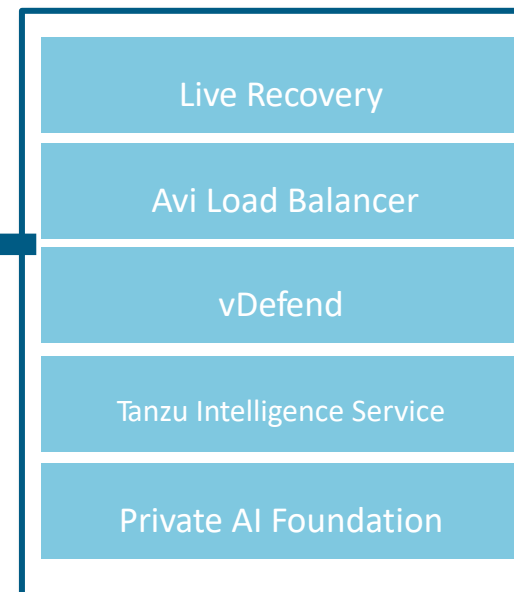 Live Recovery
Avi Load Balancer
vDefend
Tanzu Intelligence Service
Private AI Foundation